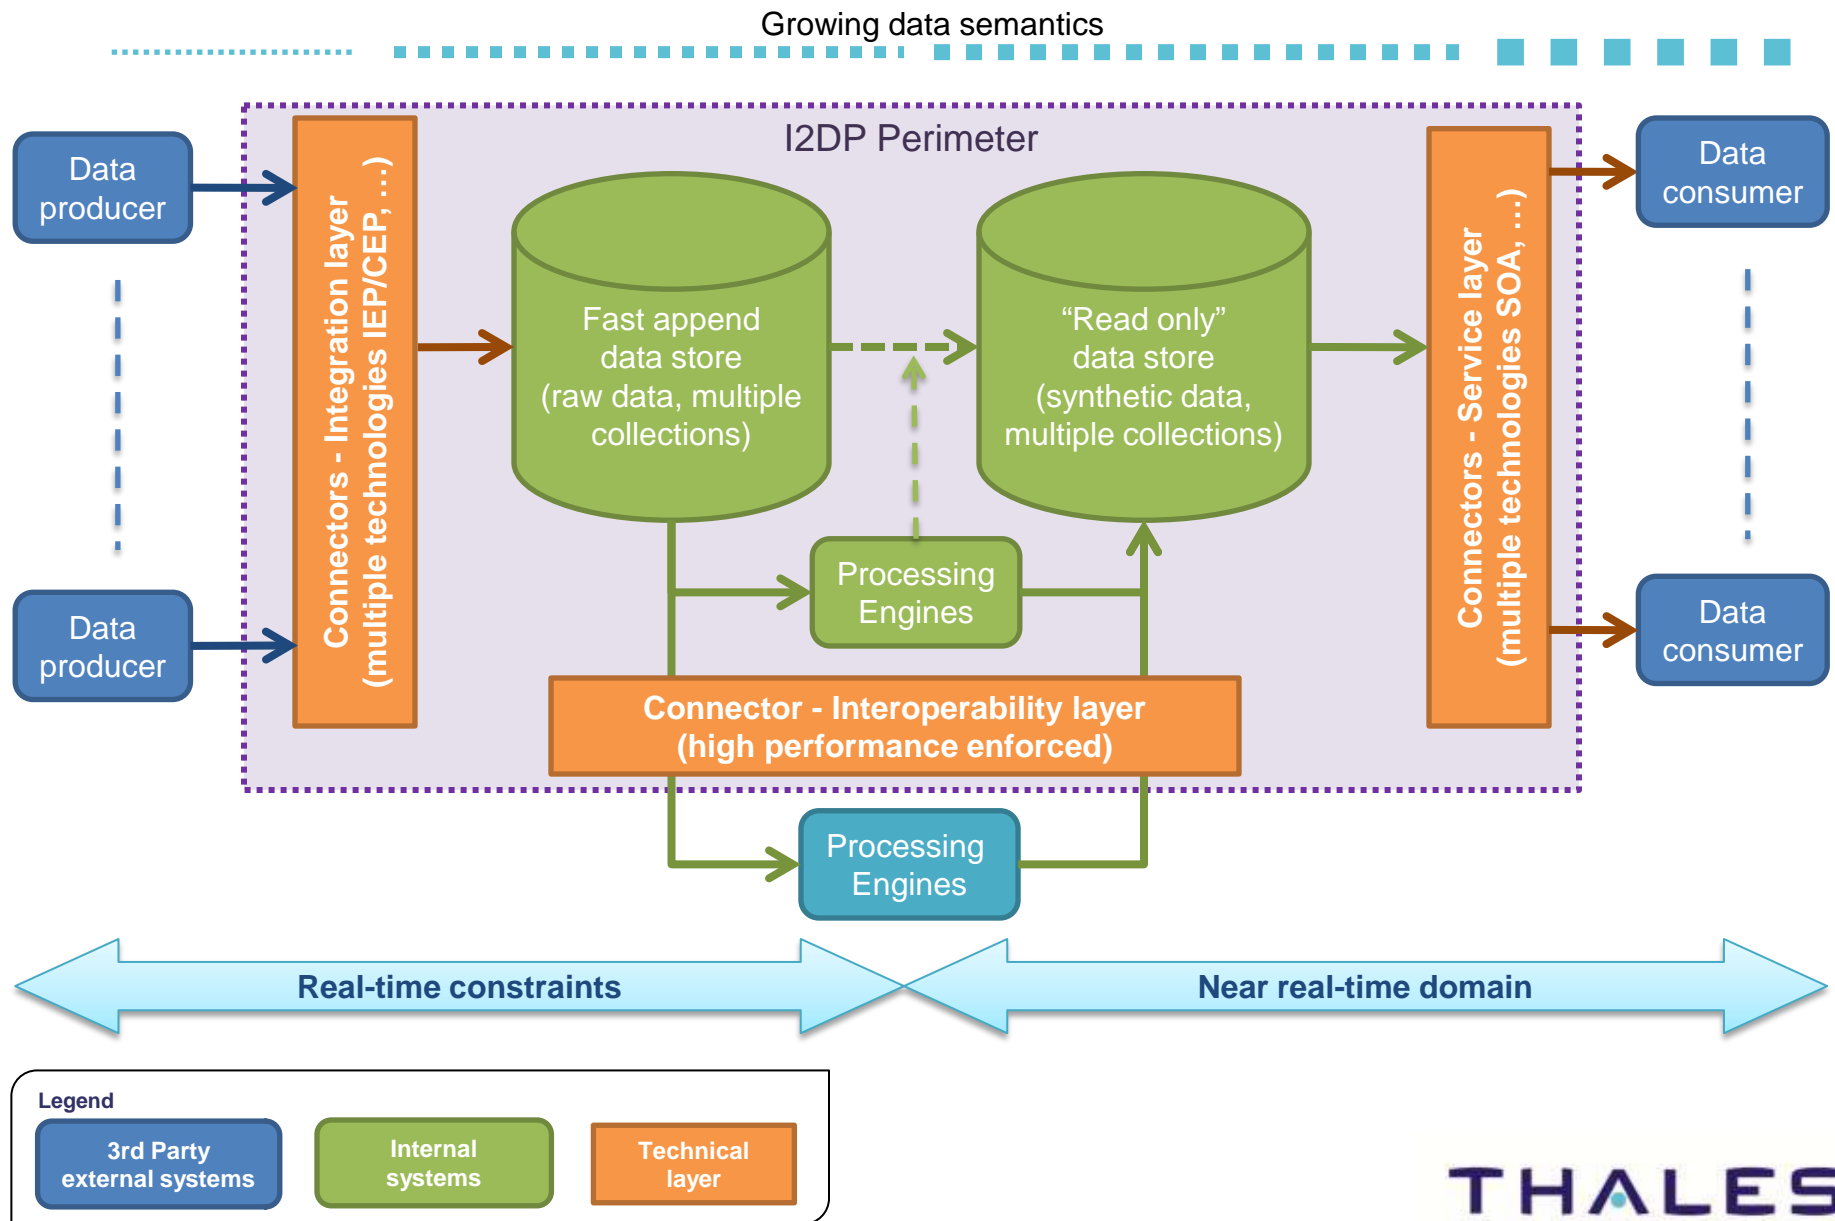 Growing data semantics
I2DP Perimeter
Data
producer
Data
producer
Connectors - Integration layer
(multiple technologies IEP/CEP, …)
Fast append
data store
(raw data, multiple
collections)
“Read only”
data store
(synthetic data,
multiple collections)
Processing
Engines
Connector - Interoperability layer
(high performance enforced)
Processing
Engines
Connectors - Service layer
(multiple technologies SOA, …)
Data
consumer
Data
consumer
Real-time constraints
Near real-time domain
Legend
3rd Party
external systems
Internal
systems
Technical
layer
THALES